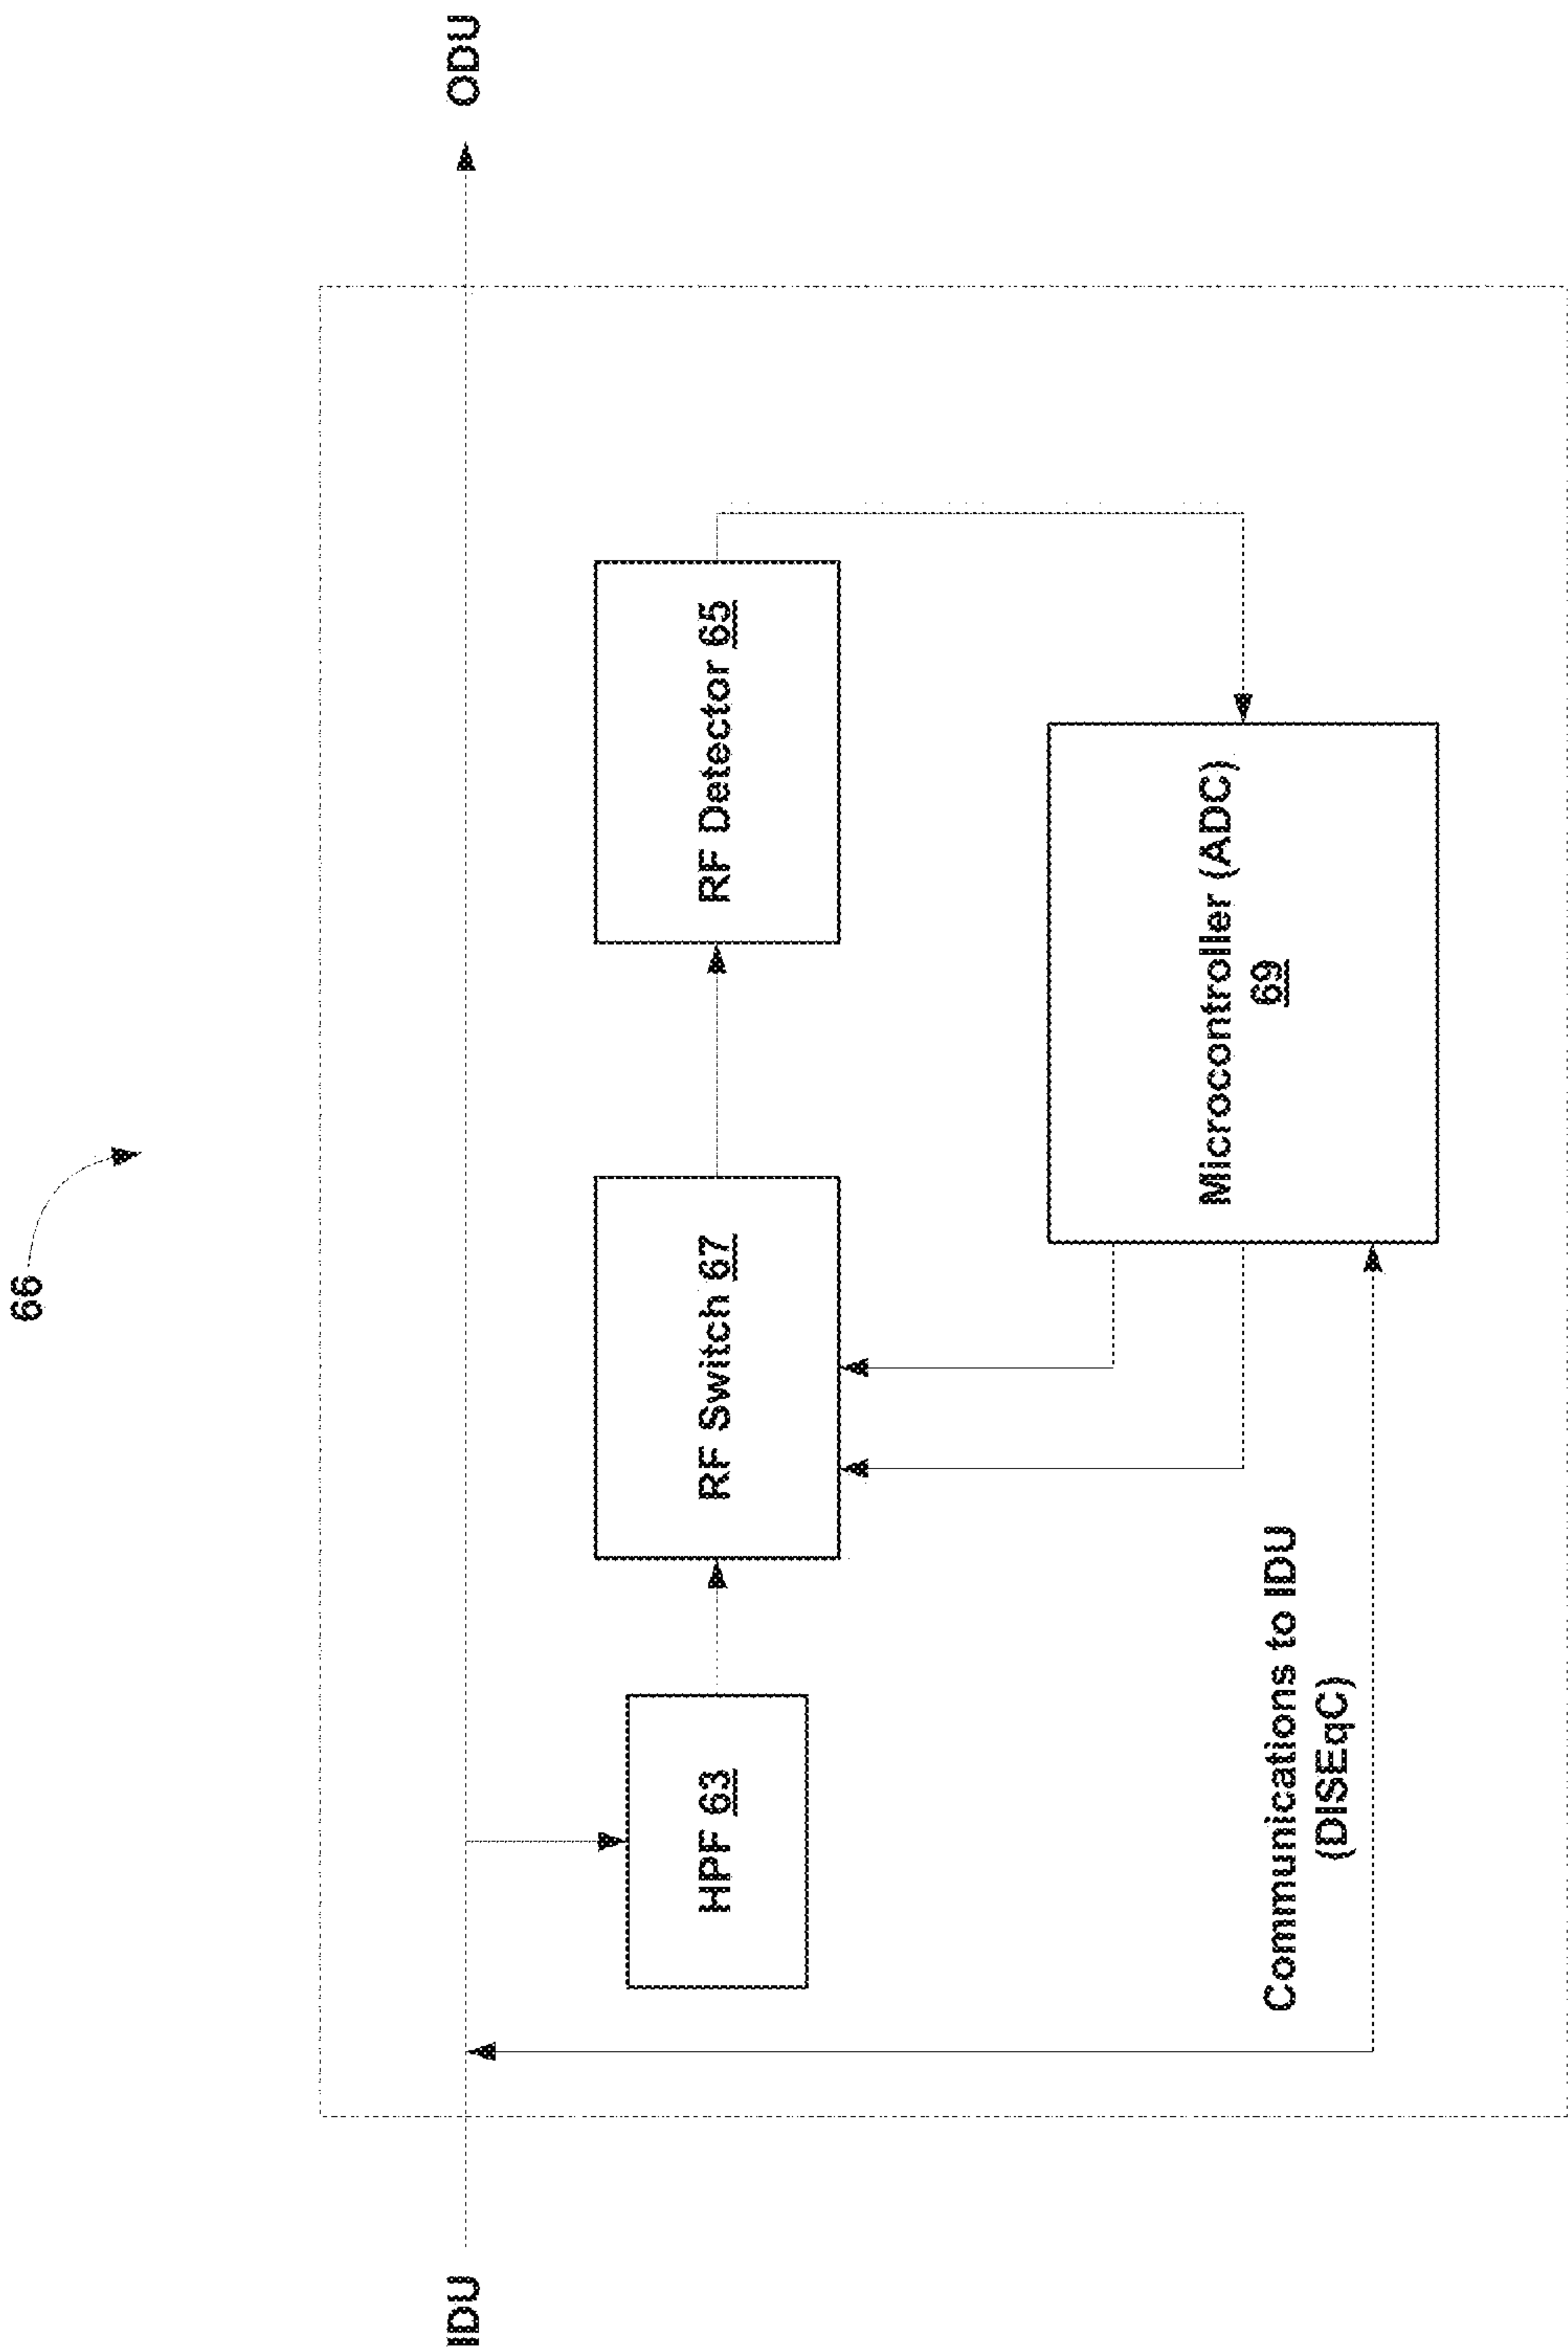 66
IDU
ODU
HPF 63
RF Switch 67
RF Detector 65
Microcontroller (ADC)
69
Communications to IDU
(DISEqC)